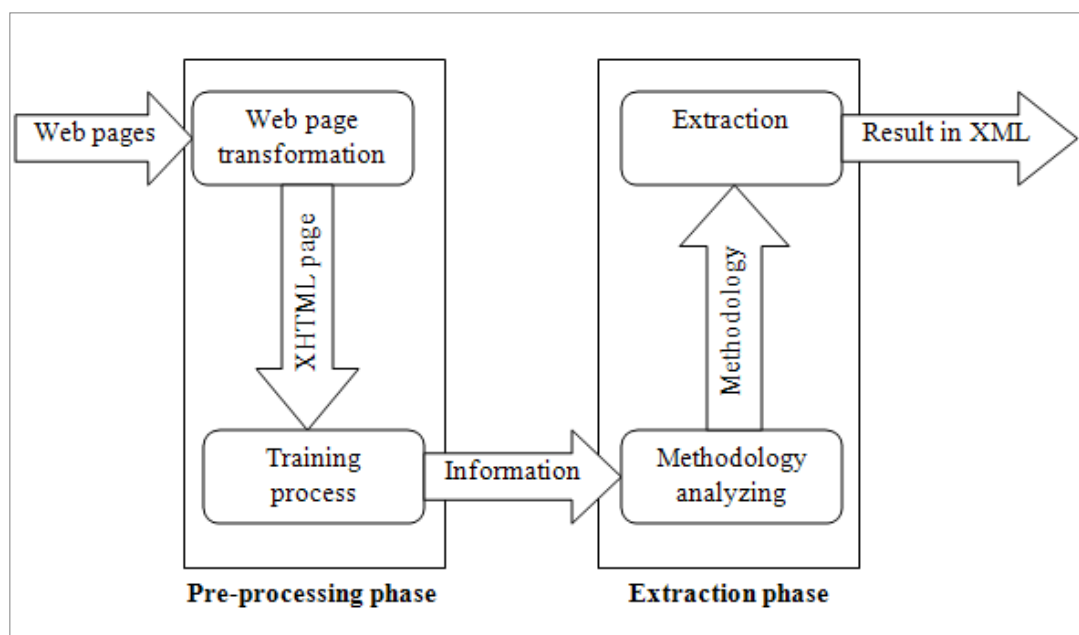 Web pages
Web page
transformation
XHTML page
Training
process
Pre-processing phase
Information
Methodology
analyzing
Methodology
Extraction
Result in XML
Extraction phase